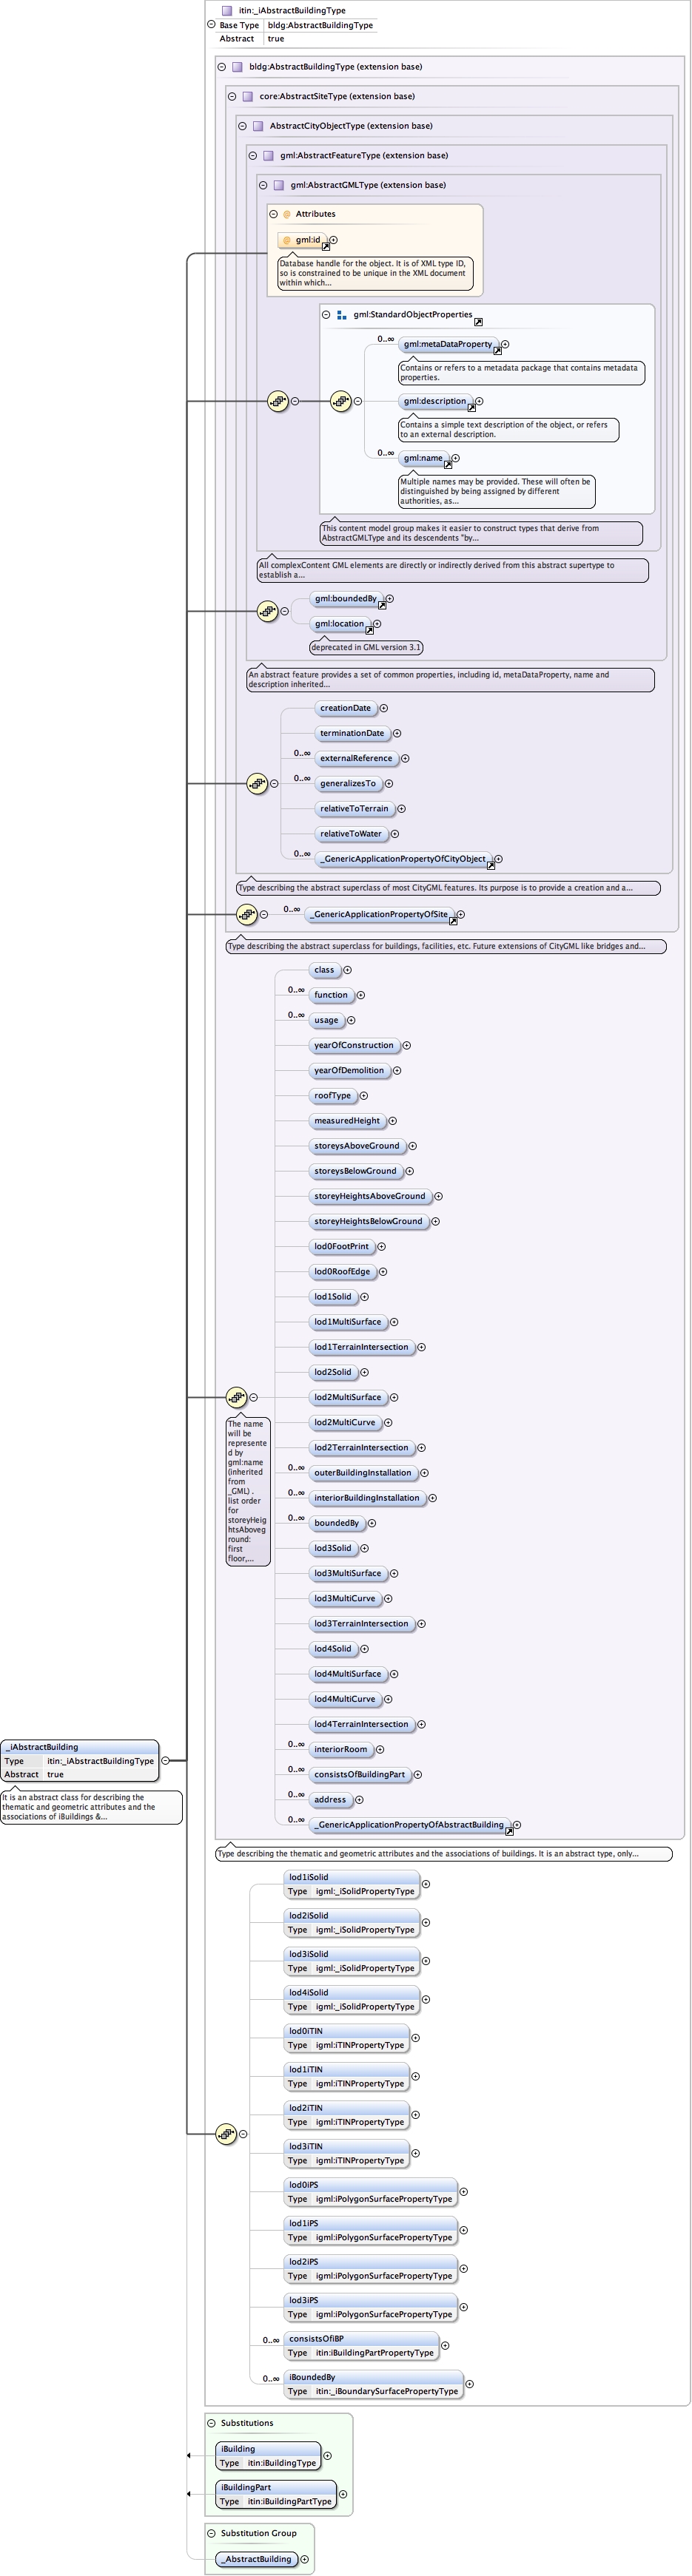 itin:_iAbstractBuildingType
Base Type bldg:AbstractBuildingType
Abstract true
bldg:AbstractBuildingType (extension base)
core:AbstractSiteType (extension base)
AbstractCityObjectType (extension base)
gml:AbstractFeatureType (extension base)
gml:AbstractGMLType (extension base)
@ Attributes
@ gml:id
Database handle for the object. It is of XML type ID,
so is constrained to be unique in the XML document
within which...
gml:StandardObjectProperties
0..∞ gml:metaDataProperty
Contains or refers to a metadata package that contains metadata
properties.
gml:description
Contains a simple text description of the object, or refers
to an external description.
0..∞ gml:name
Multiple names may be provided. These will often be
distinguished by being assigned by different
authorities, as...
This content model group makes it easier to construct types that derive from
AbstractGMLType and its descendents "by...
All complexContent GML elements are directly or indirectly derived from this abstract supertype to
establish a...
gml:boundedBy
gml:location
deprecated in GML version 3.1
An abstract feature provides a set of common properties, including id, metaDataProperty, name and
description inherited...
creationDate
terminationDate
0..∞ externalReference
0..∞ generalizesTo
relativeToTerrain
relativeToWater
0..∞ _GenericApplicationPropertyOfCityObject
Type describing the abstract superclass of most CityGML features. Its purpose is to provide a creation and a...
0..∞ _GenericApplicationPropertyOfSite
Type describing the abstract superclass for buildings, facilities, etc. Future extensions of CityGML like bridges and...
class
0..∞ function
0..∞ usage
yearOfConstruction
yearOfDemolition
roofType
measuredHeight
storeysAboveGround
storeysBelowGround
storeyHeightsAboveGround
storeyHeightsBelowGround
lod0FootPrint
lod0RoofEdge
lod1Solid
lod1MultiSurface
lod1TerrainIntersection
lod2Solid
lod2MultiSurface
lod2MultiCurve
lod2TerrainIntersection
0..∞ outerBuildingInstallation
0..∞ interiorBuildingInstallation
0..∞ boundedBy
lod3Solid
lod3MultiSurface
lod3MultiCurve
lod3TerrainIntersection
lod4Solid
lod4MultiSurface
lod4MultiCurve
lod4TerrainIntersection
0..∞ interiorRoom
consistsOfBuildingPart
address
0..∞ _GenericApplicationPropertyOfAbstractBuilding
The name
will be
represente
d by
gml:name
(inherited
from
_GML) .
list order
for
storeyHeig
htsAboveg
round:
first
floor,...
_iAbstractBuilding
Type itin:_iAbstractBuildingType
Abstract true
It is an abstract class for describing the
thematic and geometric attributes and the
associations of iBuildings &...
Type describing the thematic and geometric attributes and the associations of buildings. It is an abstract type, only...
lod1iSolid
Type igml:_iSolidPropertyType
lod2iSolid
Type igml:_iSolidPropertyType
lod3iSolid
Type igml:_iSolidPropertyType
lod4iSolid
Type igml:_iSolidPropertyType
lod0iTIN
Type igml:iTINPropertyType
lod1iTIN
Type igml:iTINPropertyType
lod2iTIN
Type igml:iTINPropertyType
lod3iTIN
Type igml:iTINPropertyType
lod0iPS
Type igml:iPolygonSurfacePropertyType
lod1iPS
Type igml:iPolygonSurfacePropertyType
lod2iPS
Type igml:iPolygonSurfacePropertyType
lod3iPS
Type igml:iPolygonSurfacePropertyType
0..∞ consistsOfiBP
Type itin:iBuildingPartPropertyType
0..∞ iBoundedBy
Type itin:_iBoundarySurfacePropertyType
Substitutions
iBuilding
Type itin:iBuildingType
iBuildingPart
Type itin:iBuildingPartType
Substitution Group
_AbstractBuilding